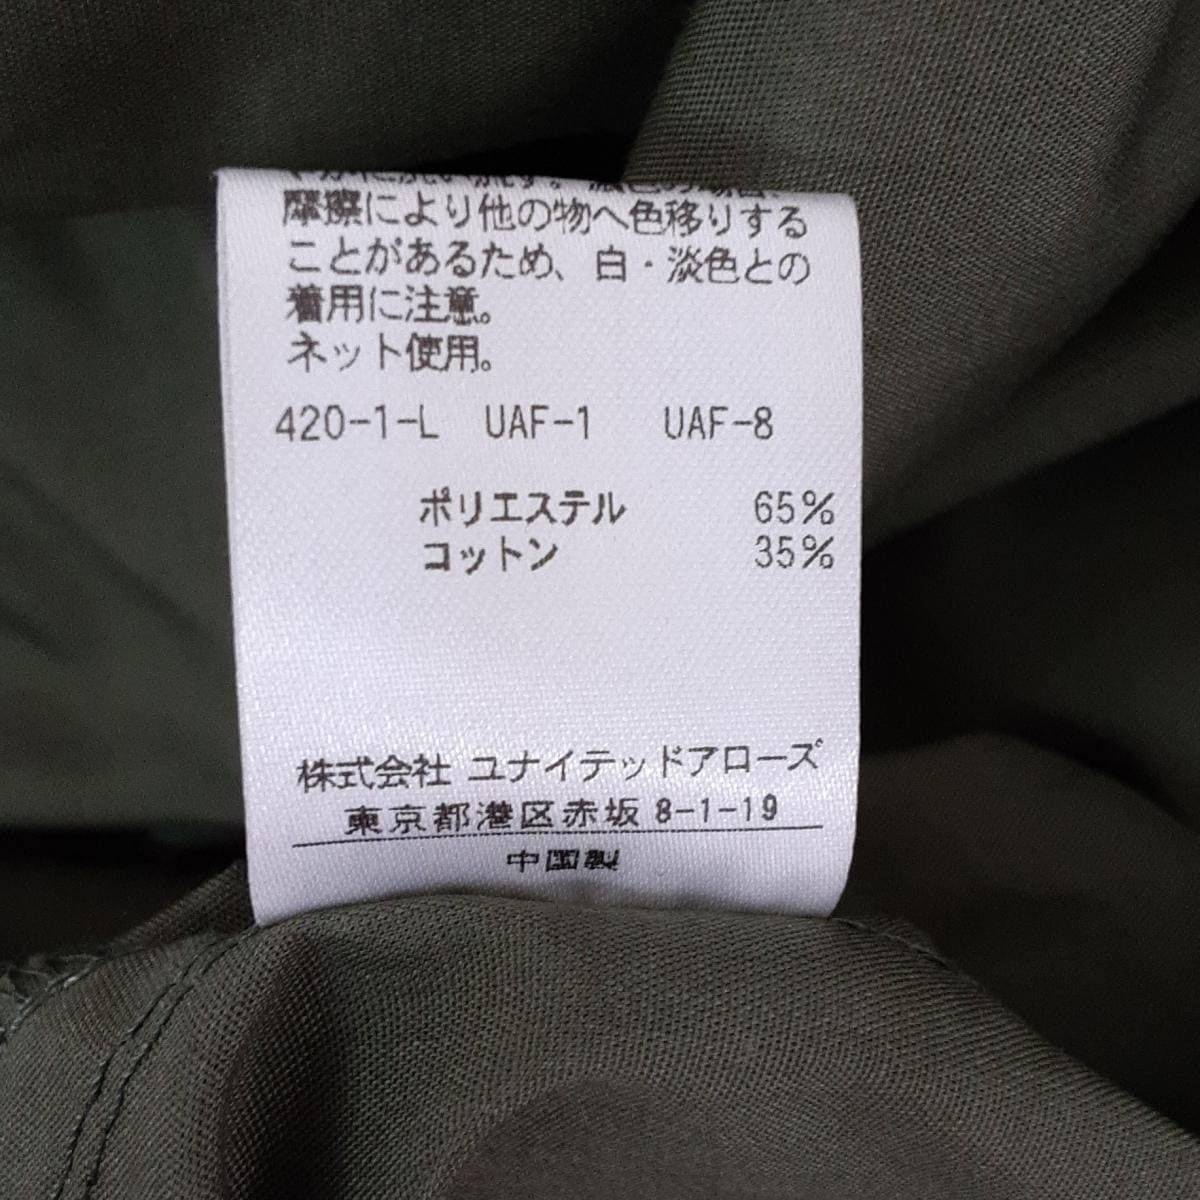 摩擦により他の物へ色移りする
ことがあるため、白・淡色との
着用に注意。
ネット使用。
420-1-L UAF-1 UAF-8
ポリエステル 65%
コットン 35%
株式会社 ユナイテッドアローズ
東京都港区赤坂 8-1-19
中国製